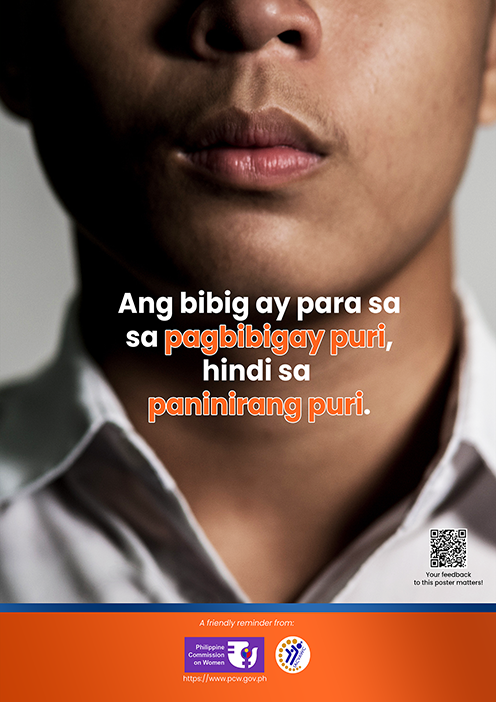 Ang bibig ay para sa
sa pagbibigay puri,
hindi sa
paninirang puri.
Your feedback
to this poster matters!
A friendly reminder from:
Philippine
Commission
on Women
https://www.pcw.gov.ph